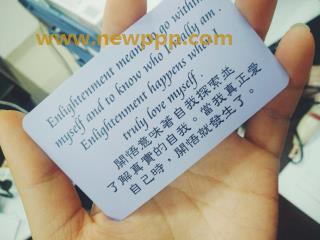 www.newppp.com
Enlightenment means to go within
myself and to know who I really am .
Enlightenment happens when I
truly love myself .
開悟意味著自我探索並
了解真實的自我。當我真正愛
自己時，開悟就發生了。